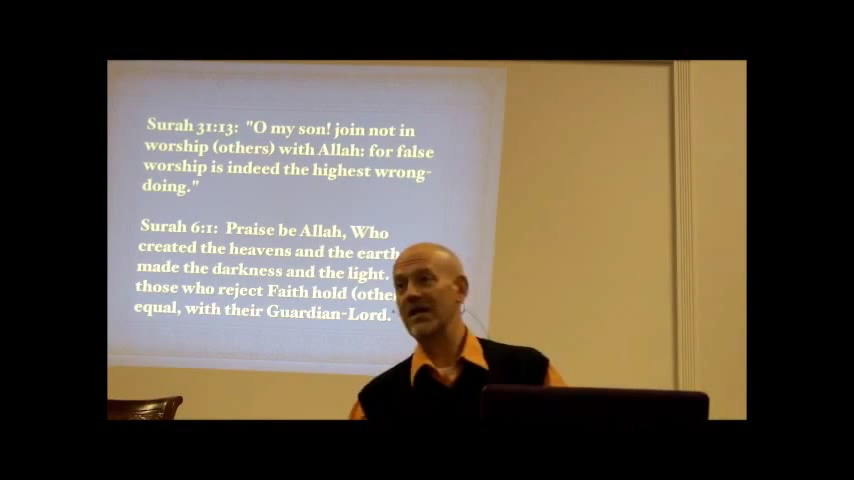 Surah 31:13: "O my son! join not in
worship (others) with Allah: for false
worship is indeed the highest wrong-
doing."
Surah 6:1: Praise be Allah, Who
created the heavens and the earth
made the darkness and the light.
those who reject Faith hold
equal, with their Guardian-Lord.